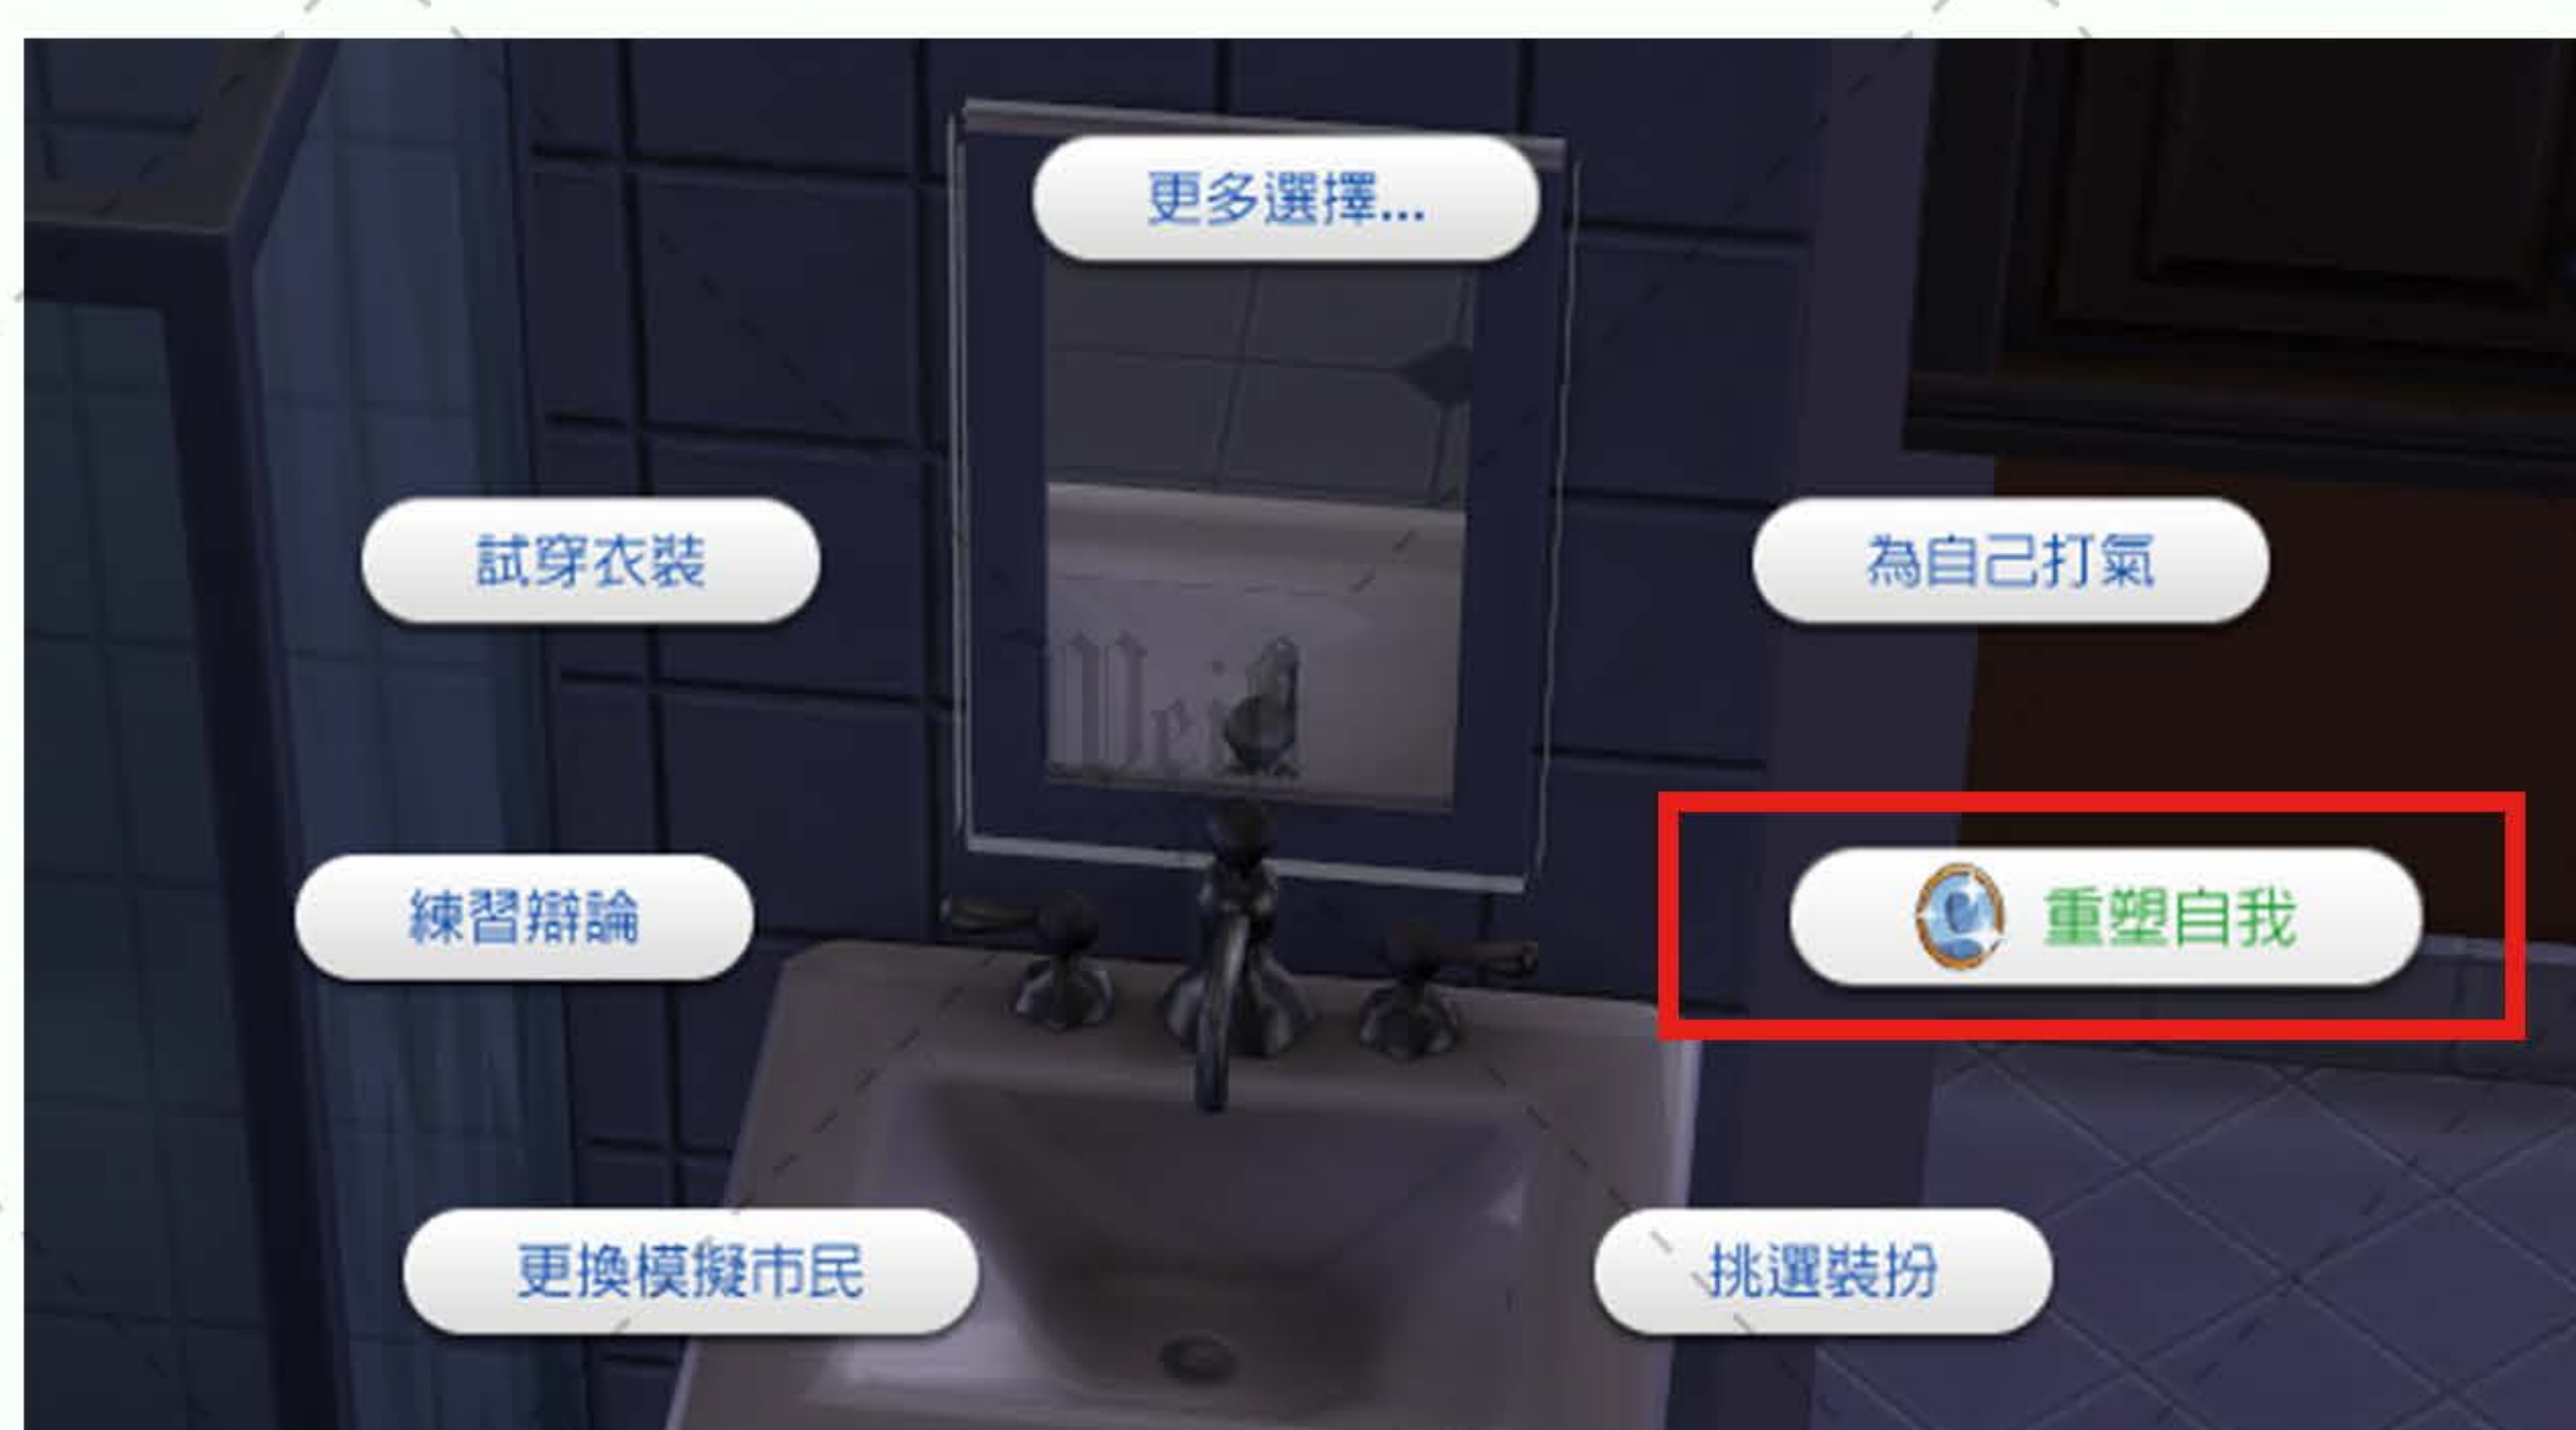 更多選擇...
試穿衣裝
為自己打氣
練習辯論
重塑自我
更換模擬市民
挑選裝扮